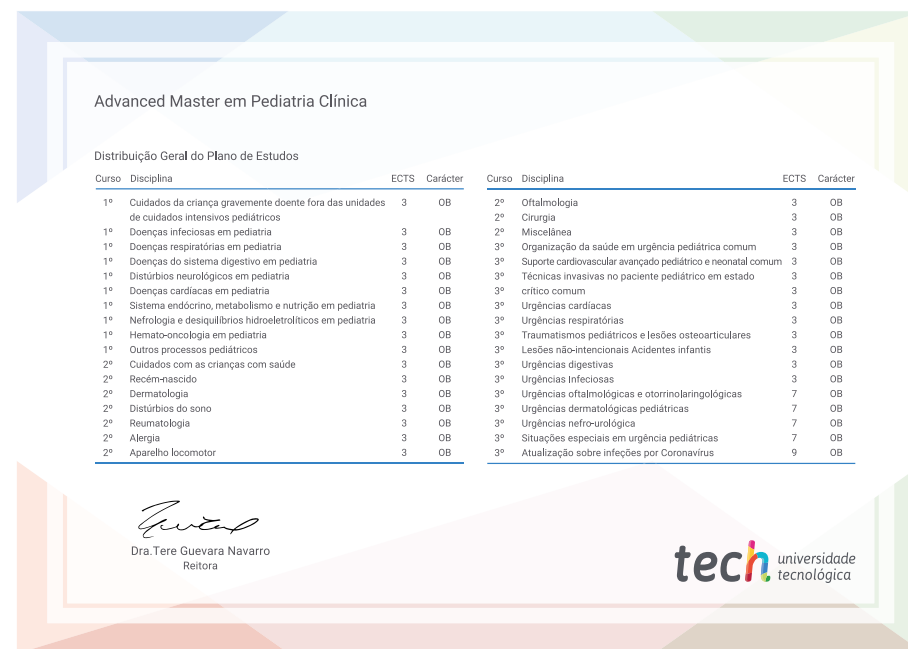 Advanced Master em Pediatria Clínica
Distribuição Geral do Plano de Estudos
Curso Disciplina ECTS Carácter
1º Cuidados da criança gravemente doente fora das unidades 3 OB
de cuidados intensivos pediátricos
1º Doenças infeciosas em pediatria 3 OB
1º Doenças respiratórias em pediatria 3 OB
1º Doenças do sistema digestivo em pediatria 3 OB
1º Distúrbios neurológicos em pediatria 3 OB
1º Doenças cardíacas em pediatria 3 OB
1º Sistema endócrino, metabolismo e nutrição em pediatria 3 OB
1º Nefrologia e desiquilíbrios hidroeletrolíticos em pediatria 3 OB
1º Hemato-oncologia em pediatria 3 OB
1º Outros processos pediátricos 3 OB
2º Cuidados com as crianças com saúde 3 OB
2º Recém-nascido 3 OB
2º Dermatologia 3 OB
2º Distúrbios do sono 3 OB
2º Reumatologia 3 OB
2º Alergia 3 OB
2º Aparelho locomotor 3 OB
Curso Disciplina ECTS Carácter
2º Oftalmologia 3 OB
2º Cirurgia 3 OB
2º Miscelânea 3 OB
3º Organização da saúde em urgência pediátrica comum 3 OB
3º Suporte cardiovascular avançado pediátrico e neonatal comum 3 OB
3º Técnicas invasivas no paciente pediátrico em estado 3 OB
3º crítico comum 3 OB
3º Urgências cardíacas 3 OB
3º Urgências respiratórias 3 OB
3º Traumatismos pediátricos e lesões osteoarticulares 3 OB
3º Lesões não-intencionais Acidentes infantis 3 OB
3º Urgências digestivas 3 OB
3º Urgências Infeciosas 3 OB
3º Urgências oftalmológicas e otorrinolaringológicas 7 OB
3º Urgências dermatológicas pediátricas 7 OB
3º Urgências nefro-urológica 7 OB
3º Situações especiais em urgência pediátricas 7 OB
3º Atualização sobre infeções por Coronavírus 9 OB
Dra.Tere Guevara Navarro
Reitora
tech universidade
tecnológica